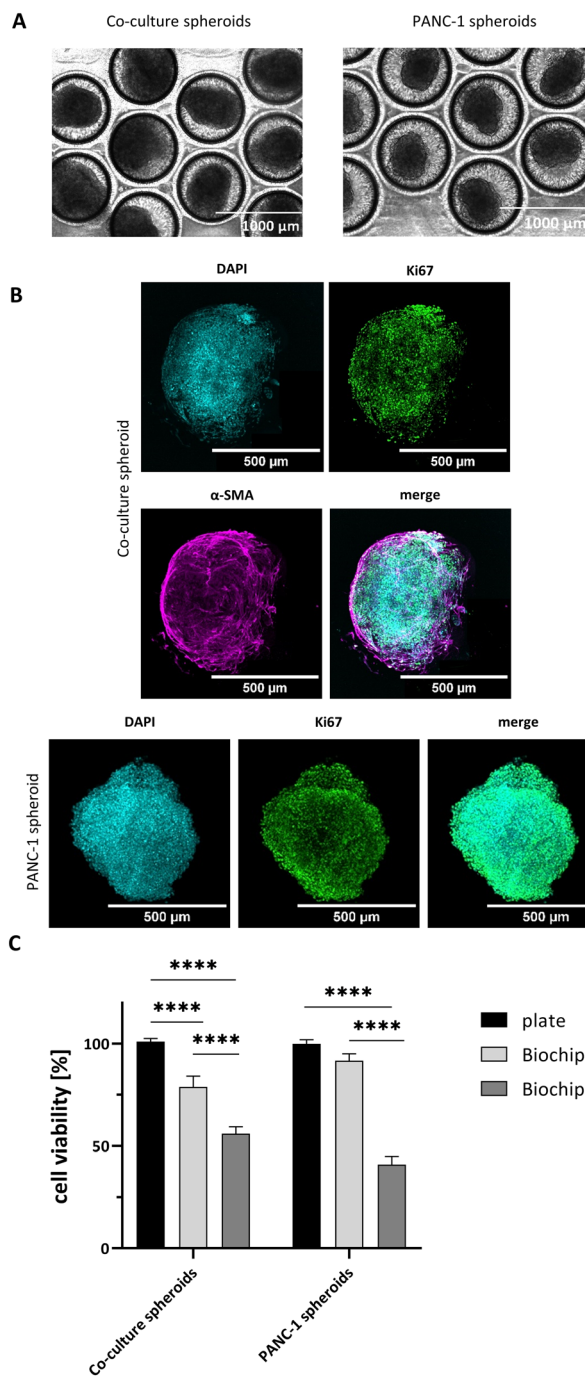 A
Co-culture spheroids
PANC-1 spheroids
1000 µm
1000 µm
B
DAPI
Ki67
Co-culture spheroid
500 µm
500 µm
α-SMA
merge
500 µm
500 µm
DAPI
Ki67
merge
PANC-1 spheroid
500 µm
500 µm
500 µm
C
****
****
****
****
****
cell viability [%]
100
50
0
Co-culture spheroids
PANC-1 spheroids
plate
Biochip
Biochip